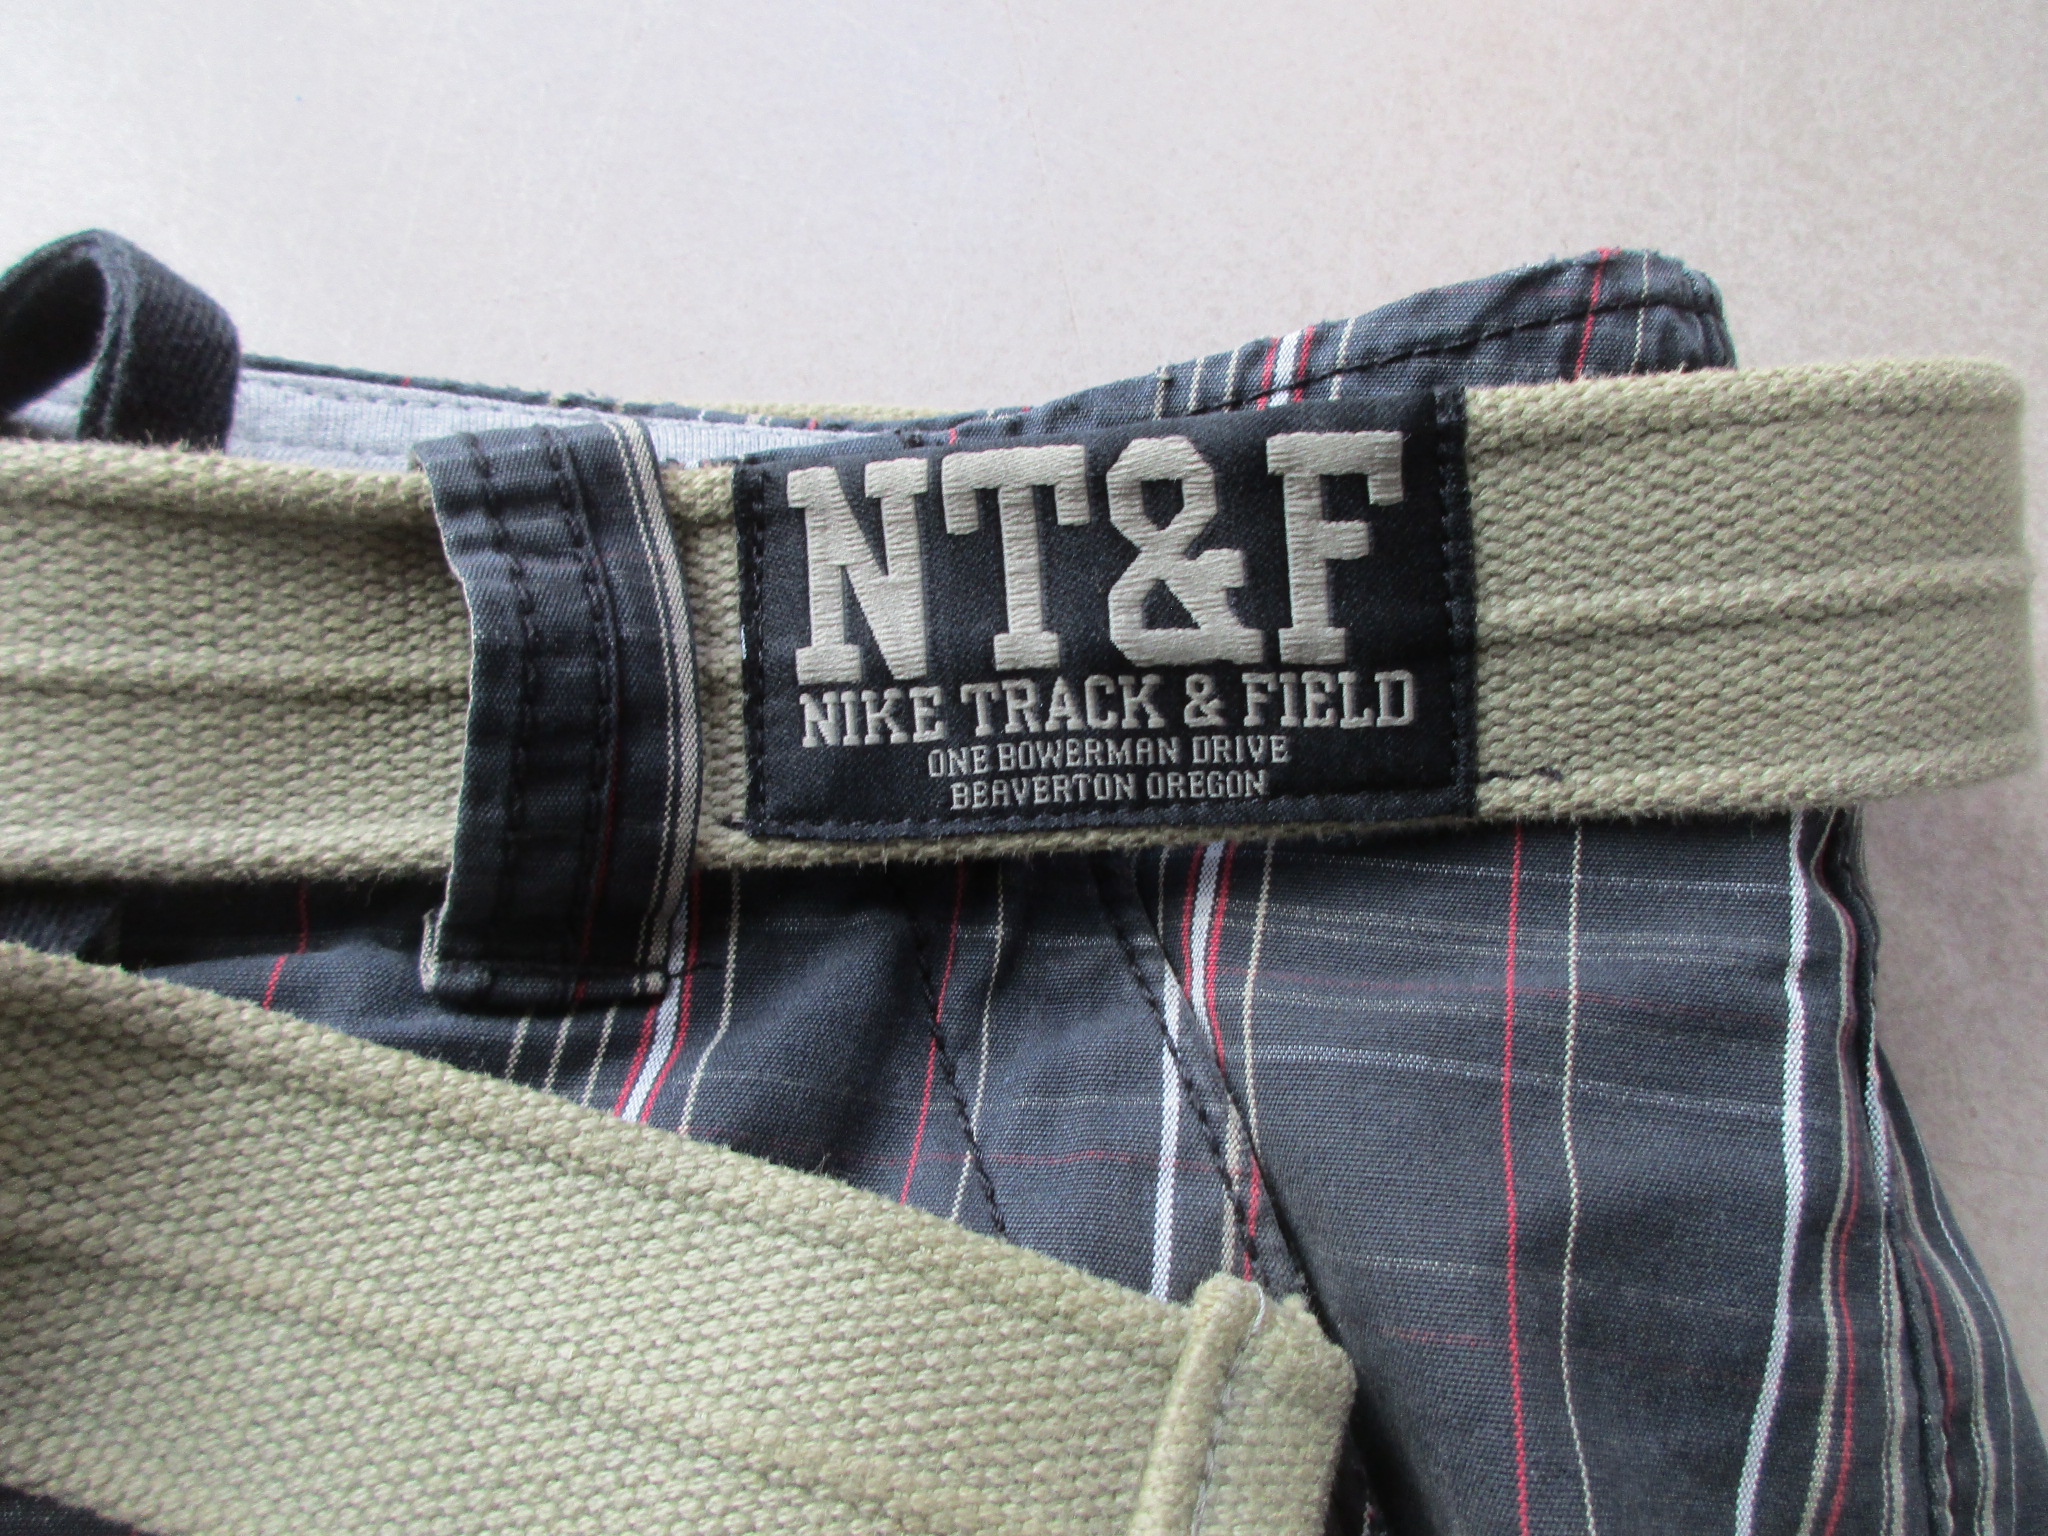 NT&F
NIKE TRACK & FIELD
ONE BOWERMAN DRIVE
BEAVERTON OREGON